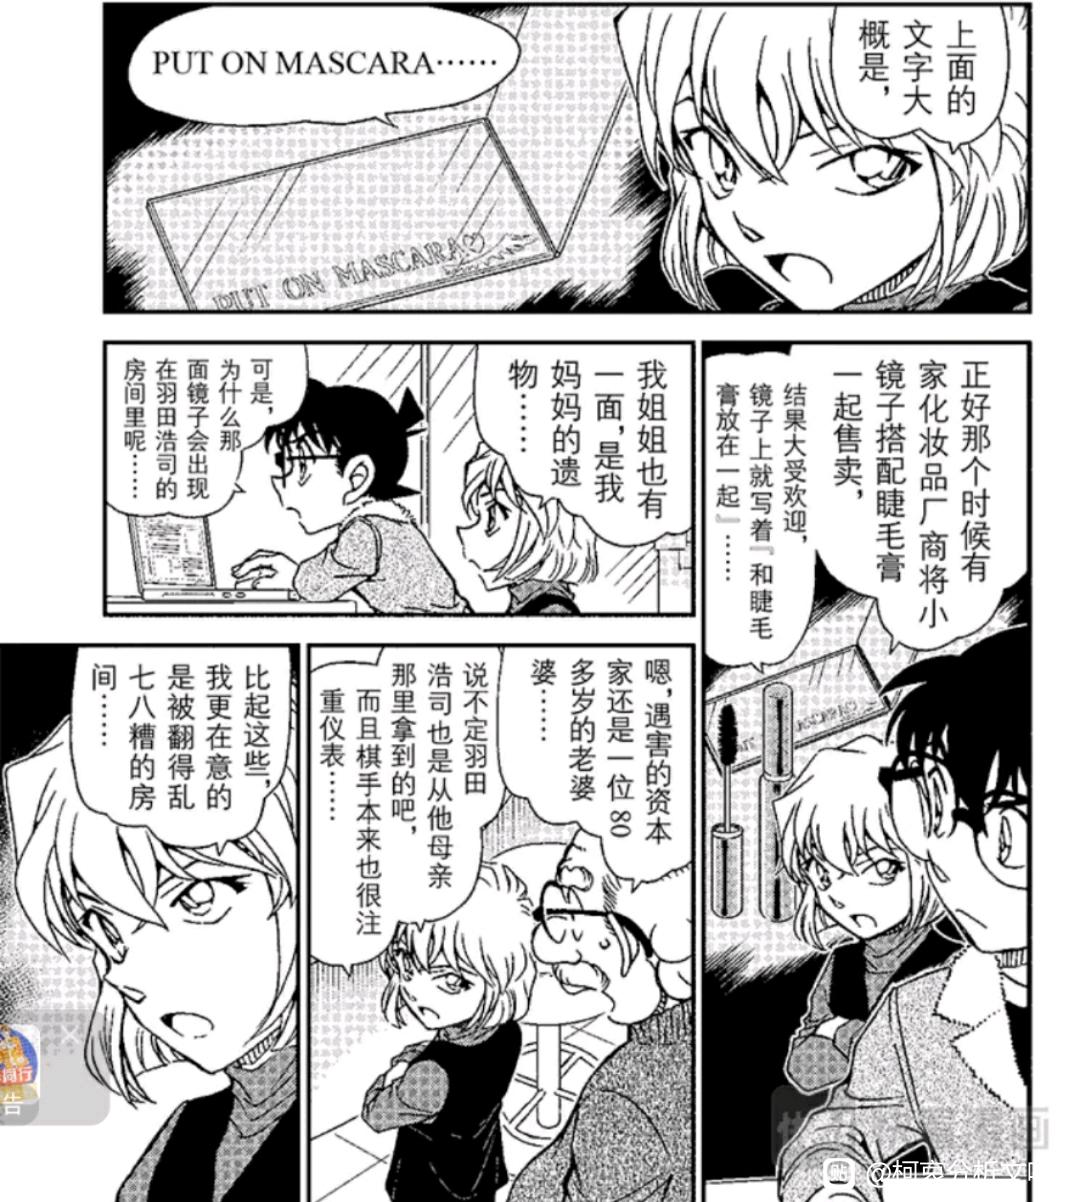 上面的
文字大
概是，
PUT ON MASCARA……
PUT ON MASCARA♡
正好那个时候有
家化妆品厂商将小
镜子搭配睫毛膏
一起售卖，
结果大受欢迎，
镜子上就写着『和睫毛
膏放在一起』……
我姐姐也有
一面，是我
妈妈的遗
物……
可是，
为什么那
面镜子会出现
在羽田浩司的
房间里呢……
嗯，遇害的资本
家还是一位80
多岁的老婆
婆……
说不定羽田
浩司也是从他母亲
那里拿到的吧，
而且棋手本来也很注
重仪表……
比起这些，
我更在意的
是被翻得乱
七八糟的房
间……
告
贴 @柯哀分析文